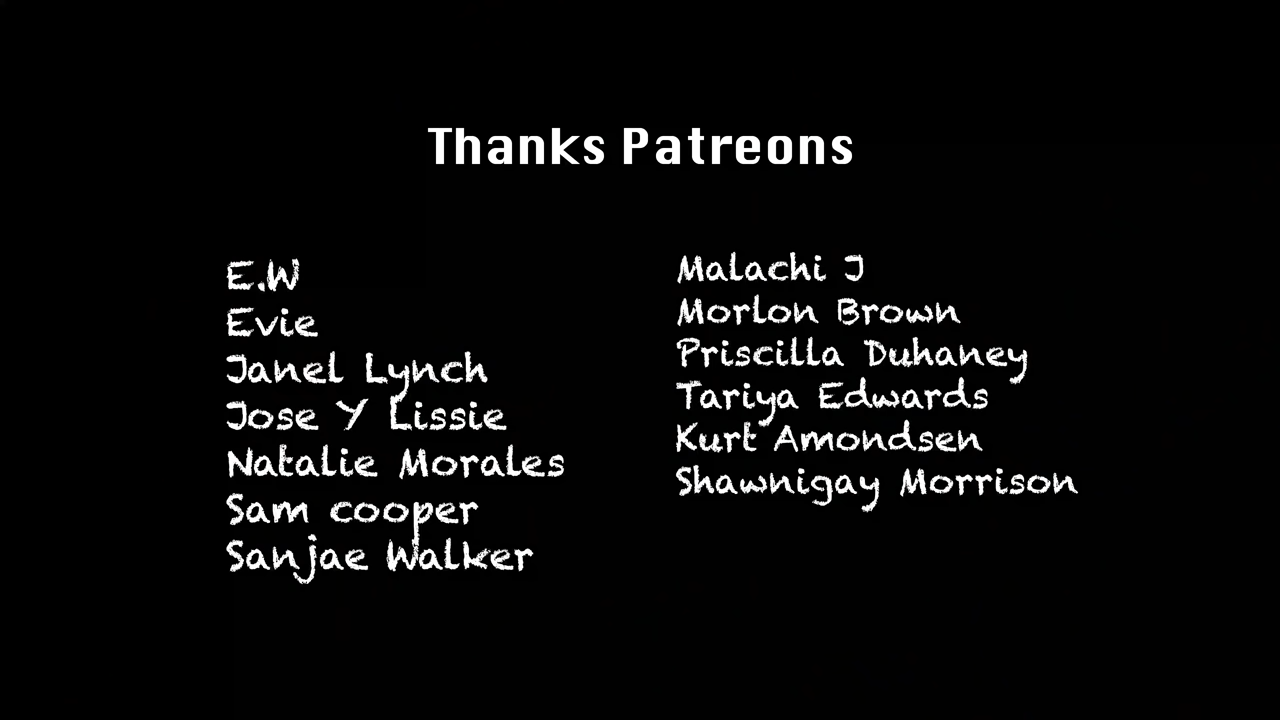 Thanks Patreons
E.W
Evie
Janel Lynch
Jose Y Lissie
Natalie Morales
Sam cooper
Sanjae Walker
Malachi J
Morlon Brown
Priscilla Duhaney
Tariya Edwards
Kurt Amondsen
Shawnigay Morrison